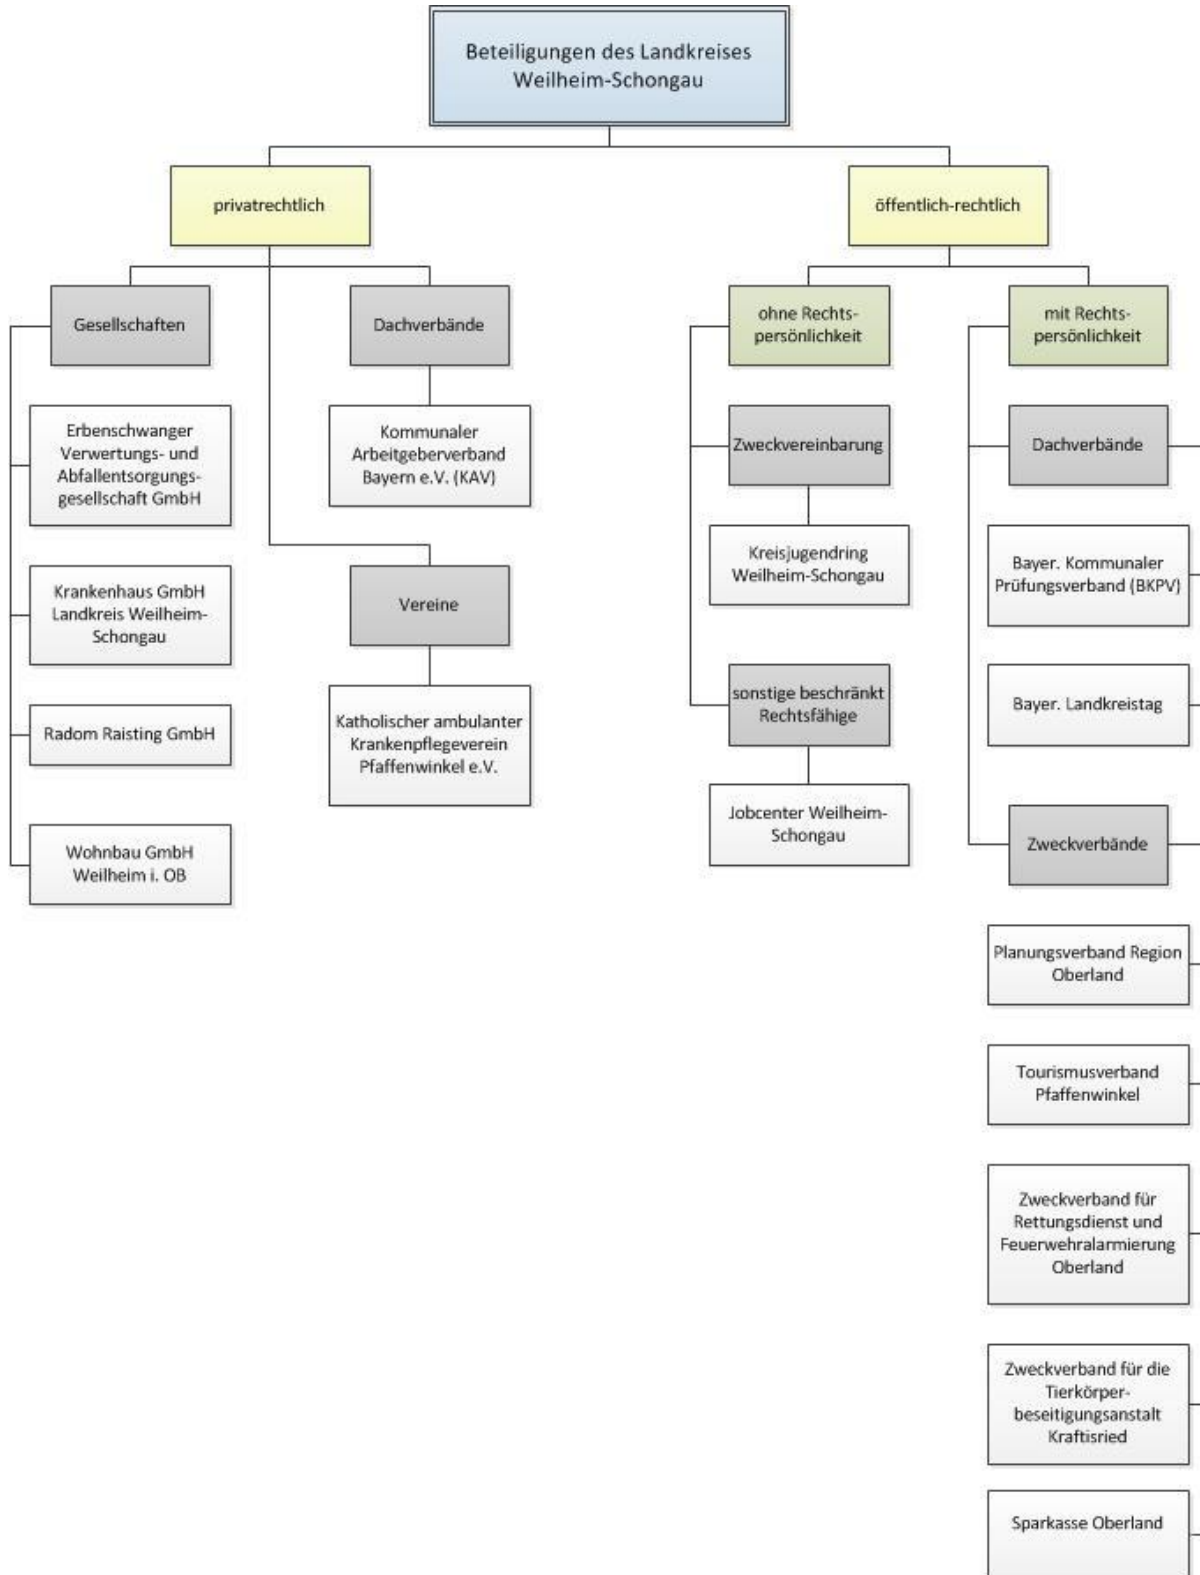 Beteiligungen des Landkreises
Weilheim-Schongau
privatrechtlich
öffentlich-rechtlich
Gesellschaften
Erbenschwanger
Verwertungs- und
Abfallentsorgungs-
gesellschaft GmbH
Krankenhaus GmbH
Landkreis Weilheim-
Schongau
Radom Raisting GmbH
Wohnbau GmbH
Weilheim i. OB
Dachverbände
Kommunaler
Arbeitgeberverband
Bayern e.V. (KAV)
Vereine
Katholischer ambulanter
Krankenpflegeverein
Pfaffenwinkel e.V.
ohne Rechts-
persönlichkeit
Zweckvereinbarung
Kreisjugendring
Weilheim-Schongau
sonstige beschränkt
Rechtsfähige
Jobcenter Weilheim-
Schongau
mit Rechts-
persönlichkeit
Dachverbände
Bayer. Kommunaler
Prüfungsverband (BKPV)
Bayer. Landkreistag
Zweckverbände
Planungsverband Region
Oberland
Tourismusverband
Pfaffenwinkel
Zweckverband für
Rettungsdienst und
Feuerwehralarmierung
Oberland
Zweckverband für die
Tierkörper-
beseitigungsanstalt
Kraftisried
Sparkasse Oberland